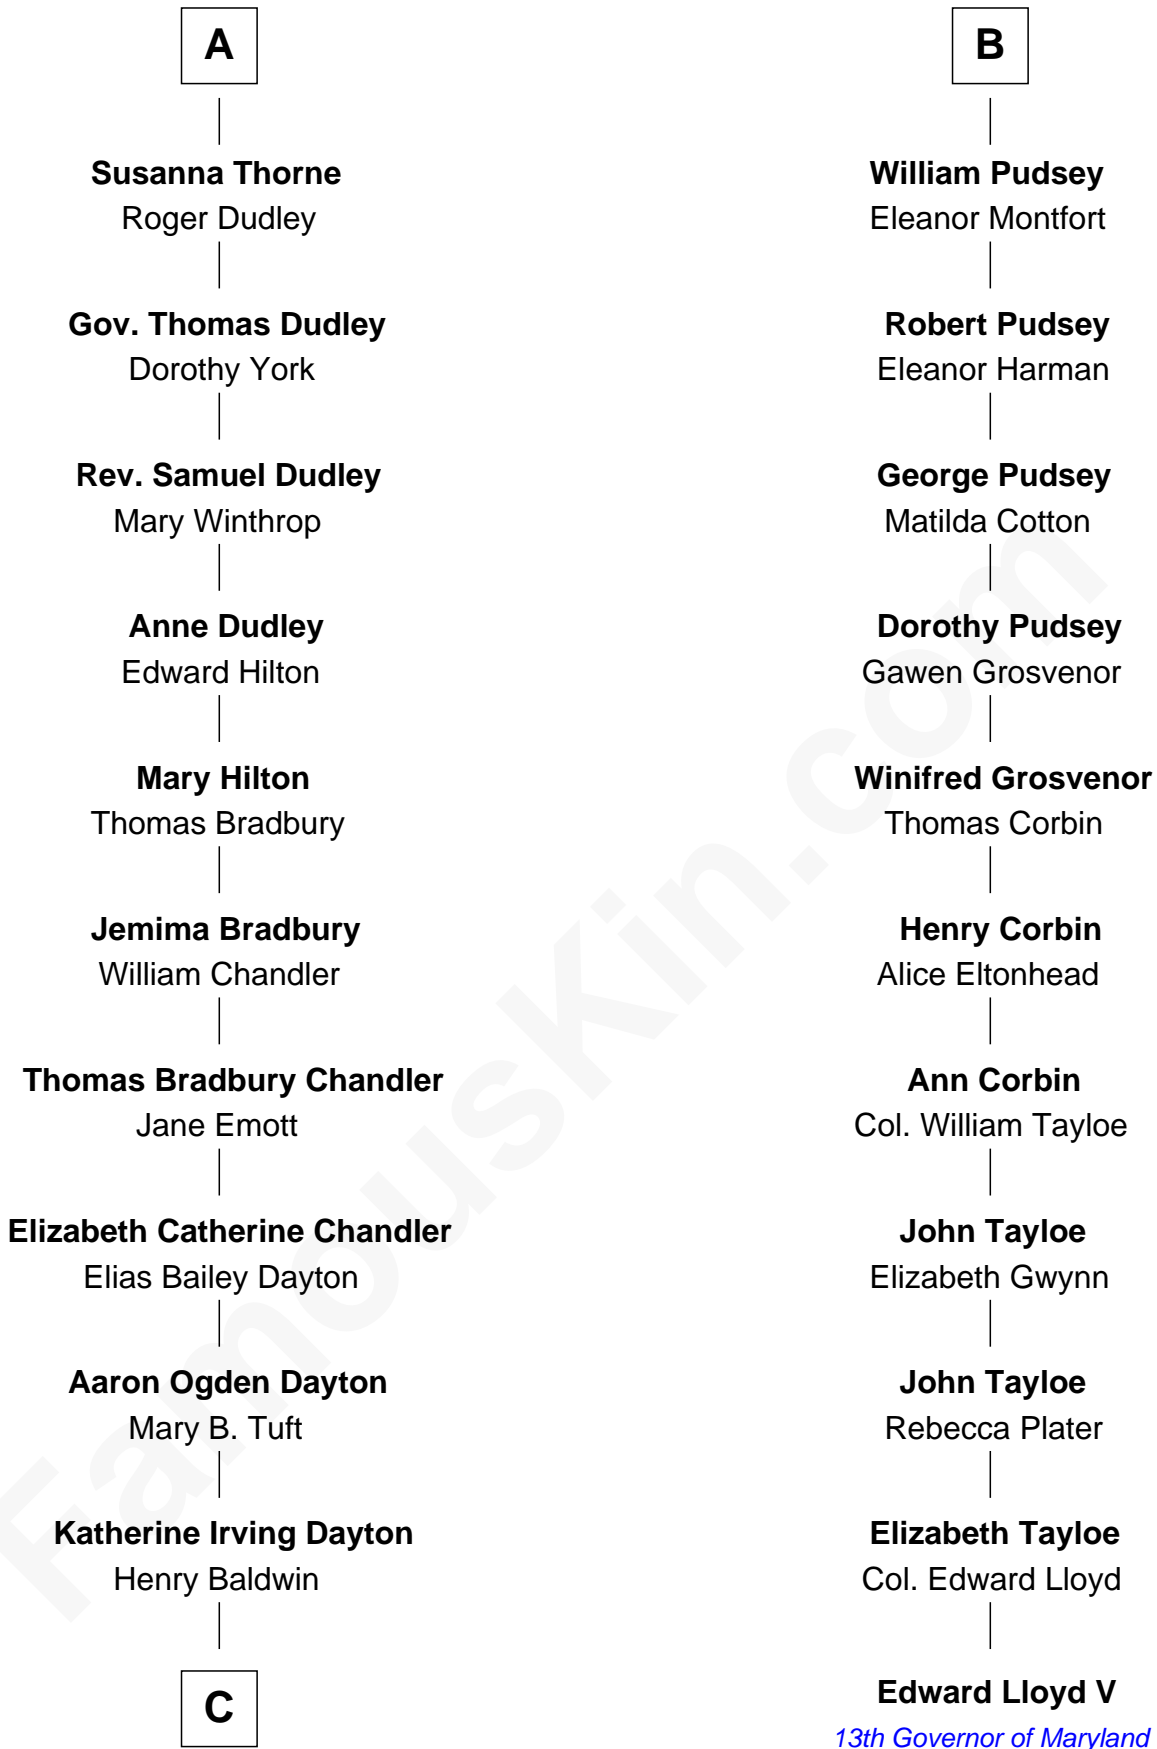 A
Susanna Thorne
Roger Dudley
Gov. Thomas Dudley
Dorothy York
Rev. Samuel Dudley
Mary Winthrop
Anne Dudley
Edward Hilton
Mary Hilton
Thomas Bradbury
Jemima Bradbury
William Chandler
Thomas Bradbury Chandler
Jane Emott
Elizabeth Catherine Chandler
Elias Bailey Dayton
Aaron Ogden Dayton
Mary B. Tuft
Katherine Irving Dayton
Henry Baldwin
C
B
William Pudsey
Eleanor Montfort
Robert Pudsey
Eleanor Harman
George Pudsey
Matilda Cotton
Dorothy Pudsey
Gawen Grosvenor
Winifred Grosvenor
Thomas Corbin
Henry Corbin
Alice Eltonhead
Ann Corbin
Col. William Tayloe
John Tayloe
Elizabeth Gwynn
John Tayloe
Rebecca Plater
Elizabeth Tayloe
Col. Edward Lloyd
Edward Lloyd V
13th Governor of Maryland
FamousKin.com